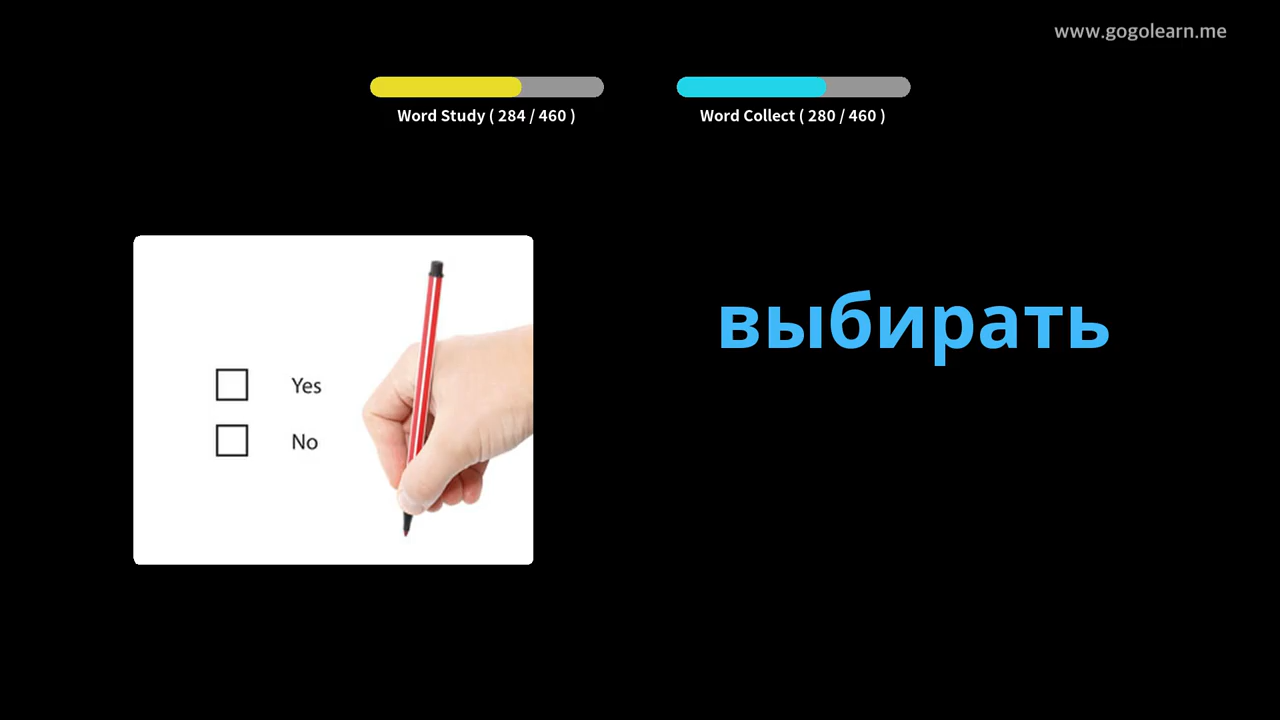 www.gogolearn.me
Word Study ( 284 / 460 )
Word Collect ( 280 / 460 )
выбирать
Yes
No